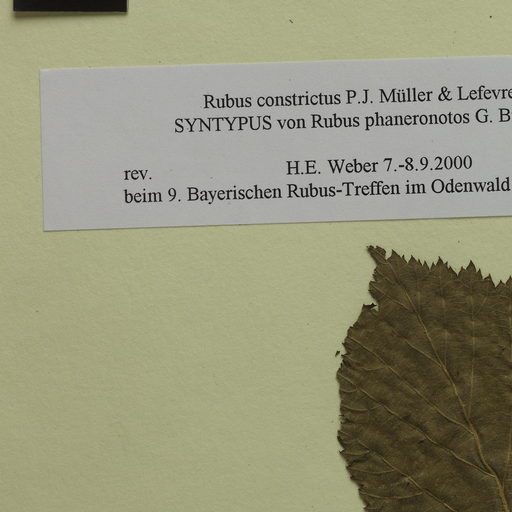 Rubus constrictus P.J. Müller & Lefevre
SYNTYPUS von Rubus phaneronotos G. B
rev. H.E. Weber 7.-8.9.2000
beim 9. Bayerischen Rubus-Treffen im Odenwald